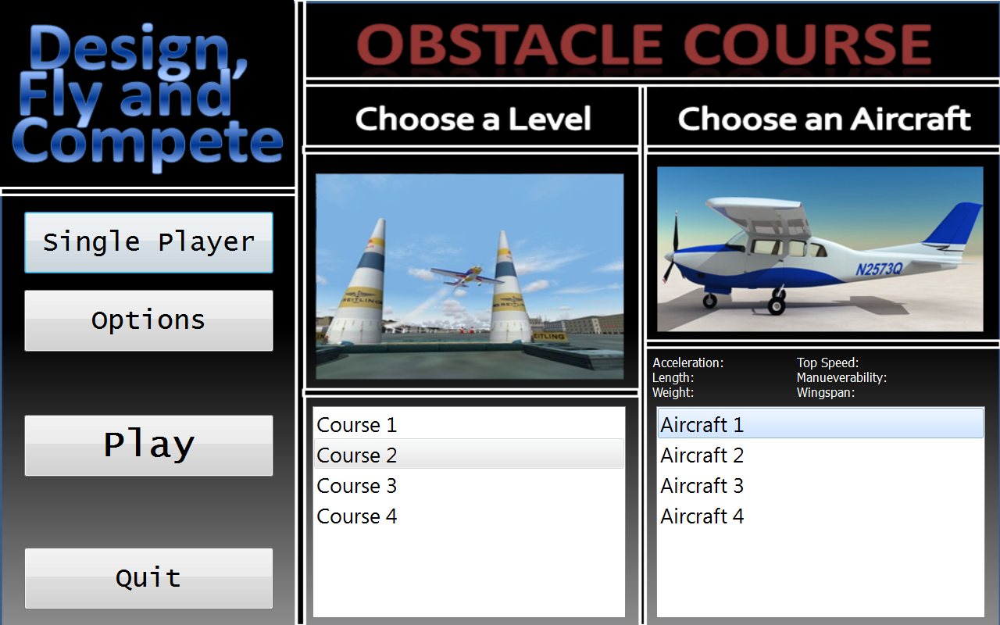 Design,
Fly and
Compete
OBSTACLE COURSE
Single Player
Options
Play
Quit
Choose a Level
BREITLING
BREITLING
Course 1
Course 2
Course 3
Course 4
Choose an Aircraft
N2573Q
Acceleration:
Top Speed:
Length:
Manueverability:
Weight:
Wingspan:
Aircraft 1
Aircraft 2
Aircraft 3
Aircraft 4